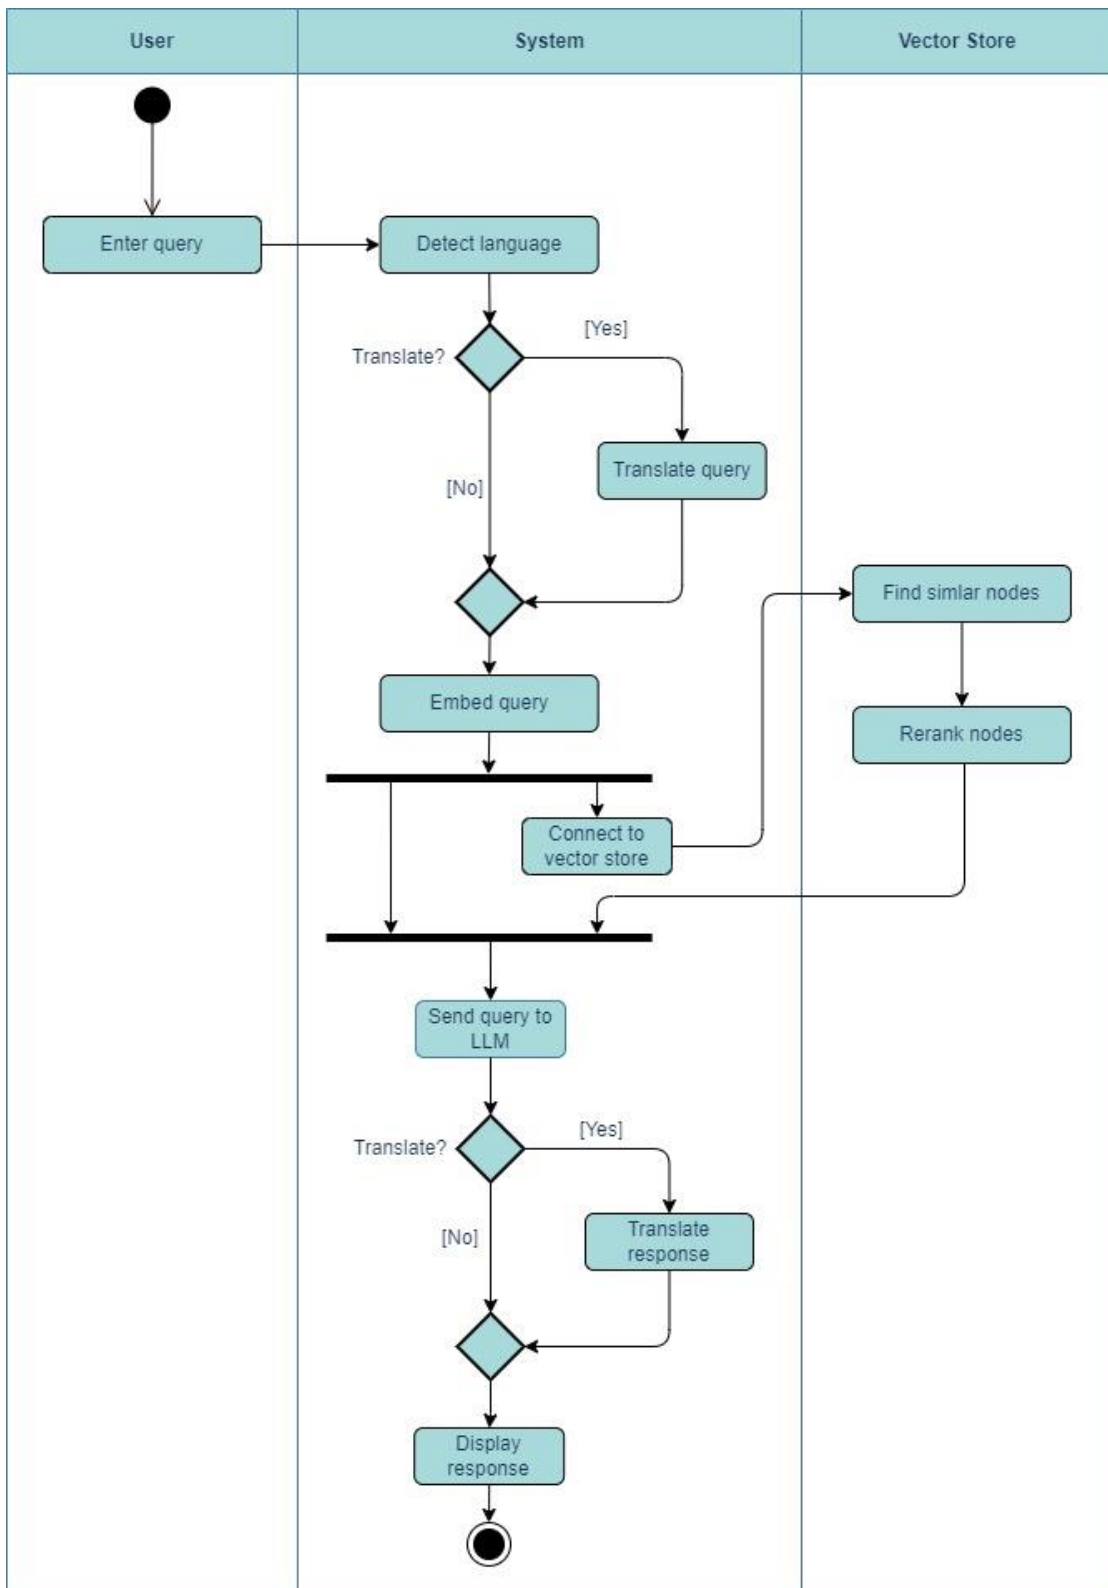 User
System
Vector Store
Enter query
Detect language
Translate?
[Yes]
Translate query
[No]
Find simlar nodes
Embed query
Rerank nodes
Connect to
vector store
Send query to
LLM
Translate?
[Yes]
Translate
response
[No]
Display
response